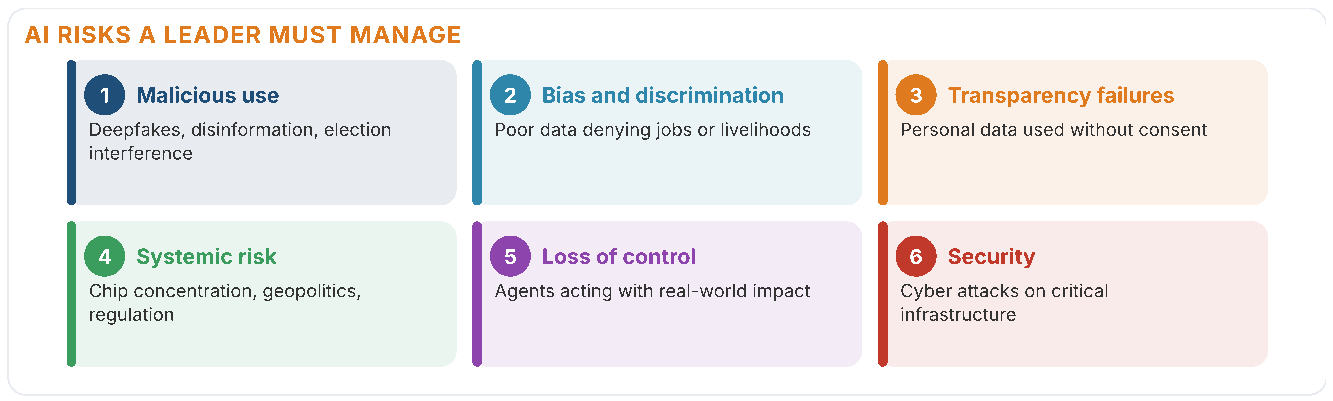 AI RISKS A LEADER MUST MANAGE
1 Malicious use
Deepfakes, disinformation, election
interference
2 Bias and discrimination
Poor data denying jobs or livelihoods
3 Transparency failures
Personal data used without consent
4 Systemic risk
Chip concentration, geopolitics,
regulation
5 Loss of control
Agents acting with real-world impact
6 Security
Cyber attacks on critical
infrastructure